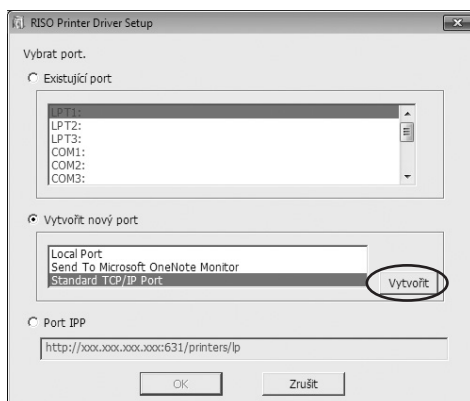 RISO Printer Driver Setup
Vybrat port.
Existující port
LPT1:
LPT2:
LPT3:
COM1:
COM2:
COM3:
Vytvořit nový port
Local Port
Send To Microsoft OneNote Monitor
Standard TCP/IP Port
Vytvořit
Port IPP
http://xxx.xxx.xxx.xxx:631/printers/lp
OK
Zrušit